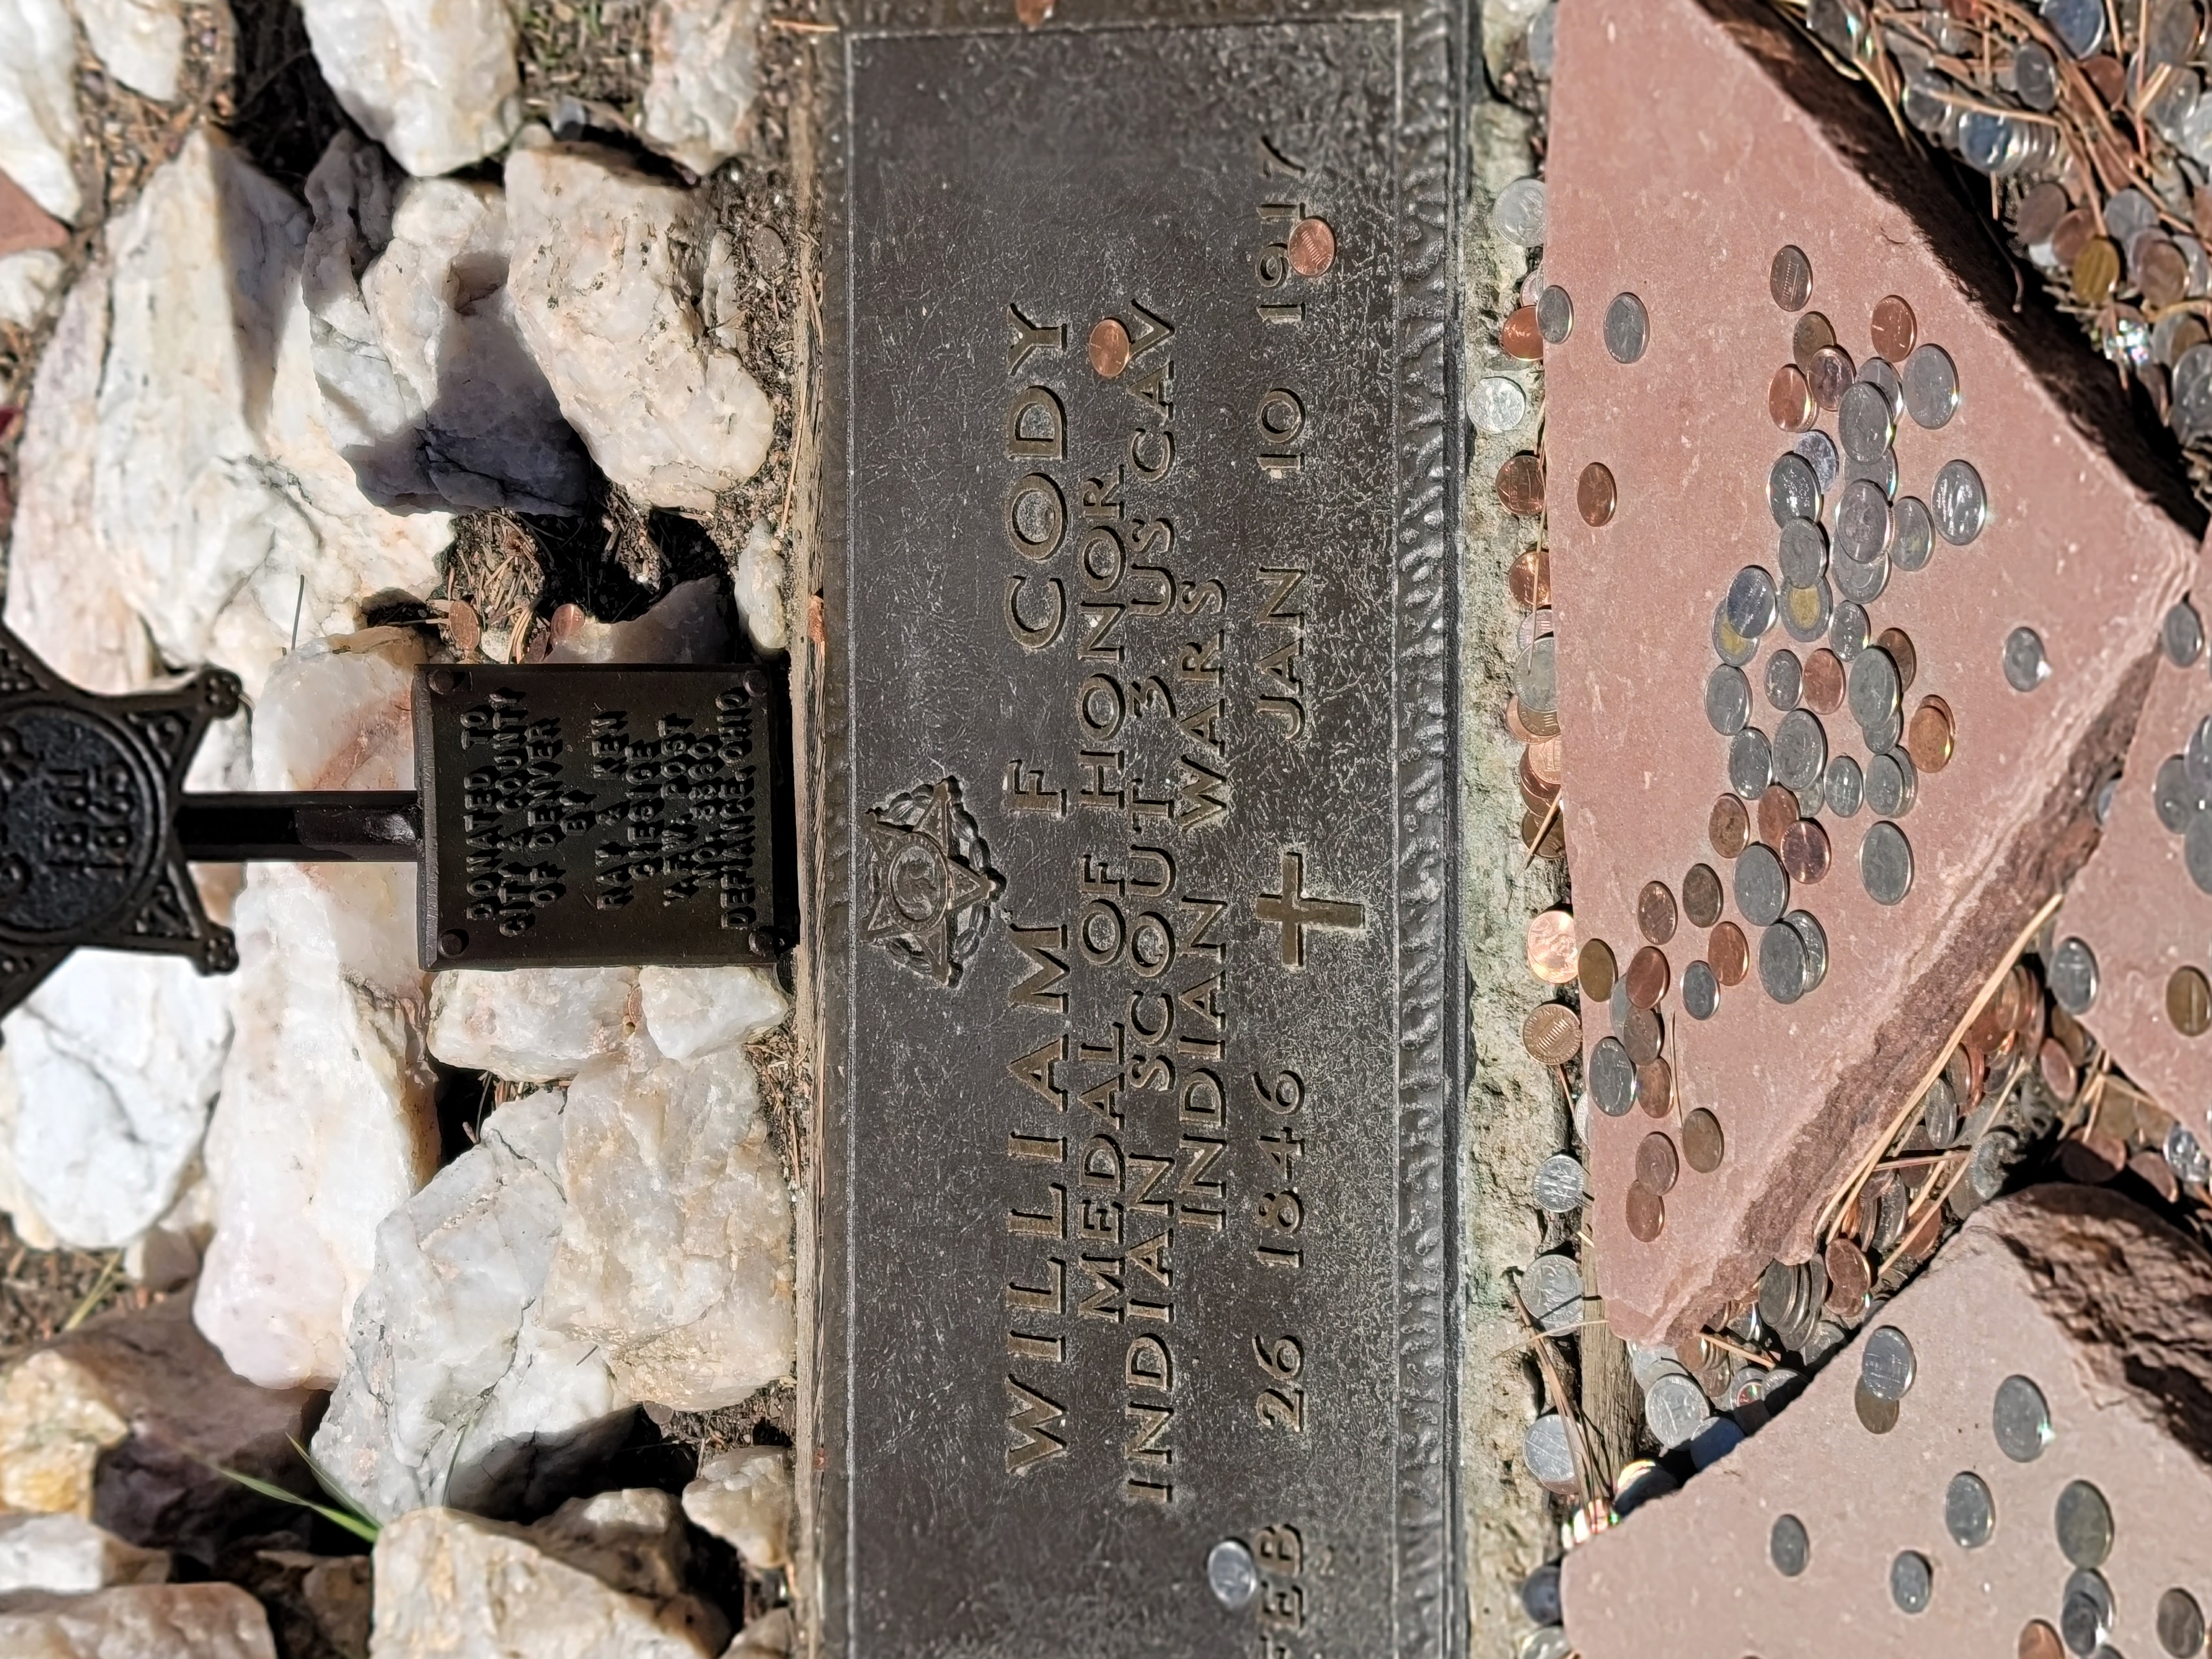 1861
1865
DONATED TO
CITY & COUNTY
OF DENVER
BY
RAY & KEN
GIESIGE
V.F.W. POST
NO. 3360
DEFIANCE, OHIO
WILLIAM F CODY
MEDAL OF HONOR
INDIAN SCOUT 3 US CAV
INDIAN WARS
FEB 26 1846 JAN 10 1917